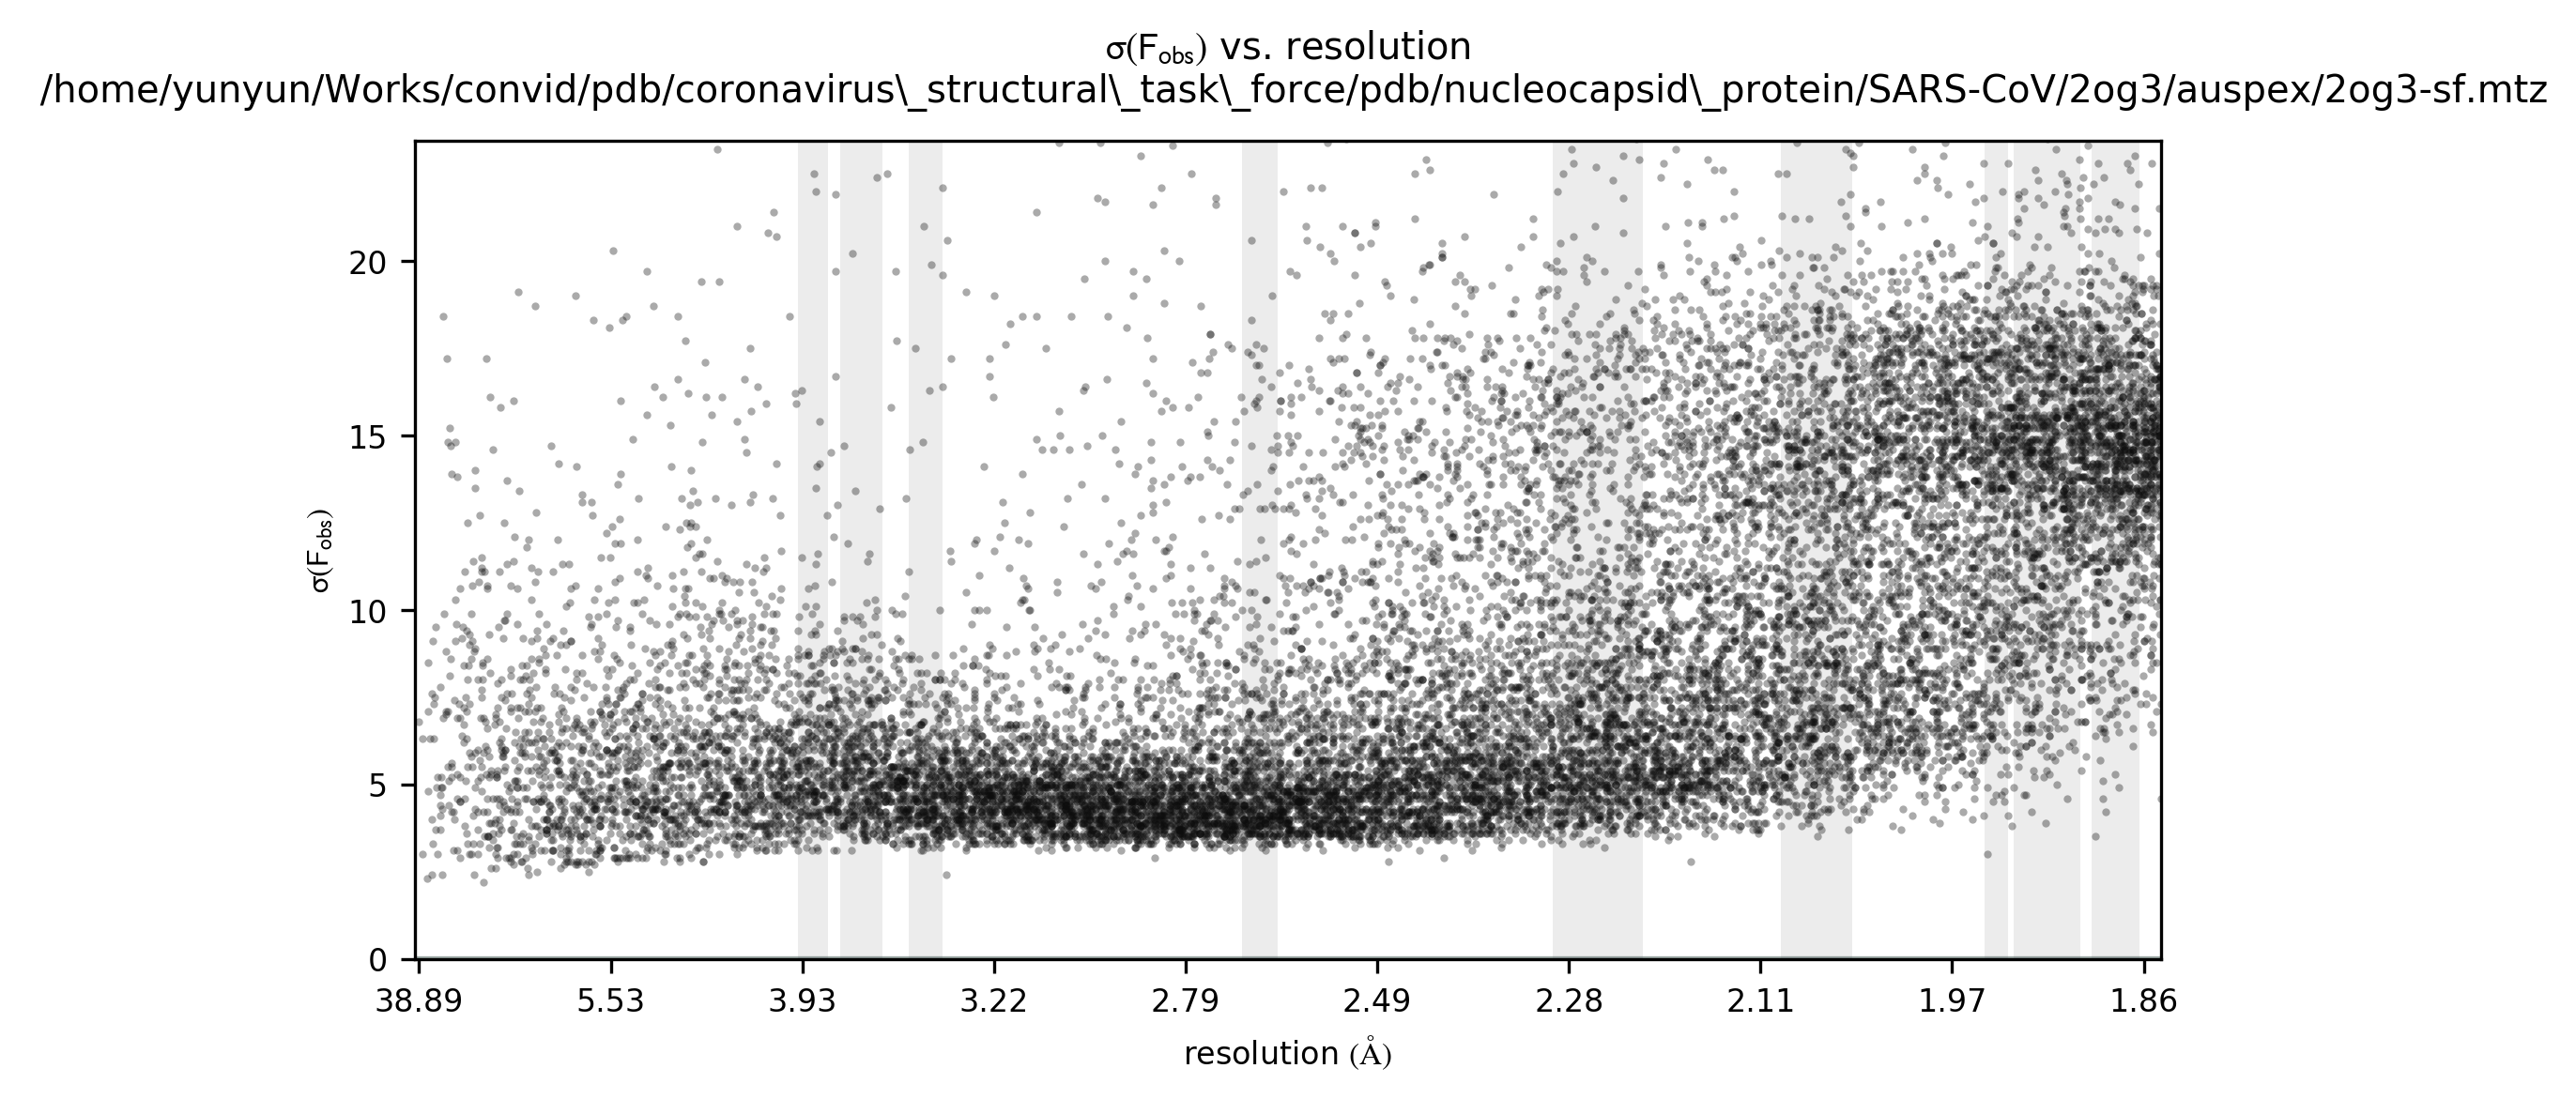 σ(Fobs) vs. resolution
/home/yunyun/Works/convid/pdb/coronavirus\_structural\_task\_force/pdb/nucleocapsid\_protein/SARS-CoV/2og3/auspex/2og3-sf.mtz
20
15
σ(Fobs)
10
5
0
38.89 5.53 3.93 3.22 2.79 2.49 2.28 2.11 1.97 1.86
resolution (Å)